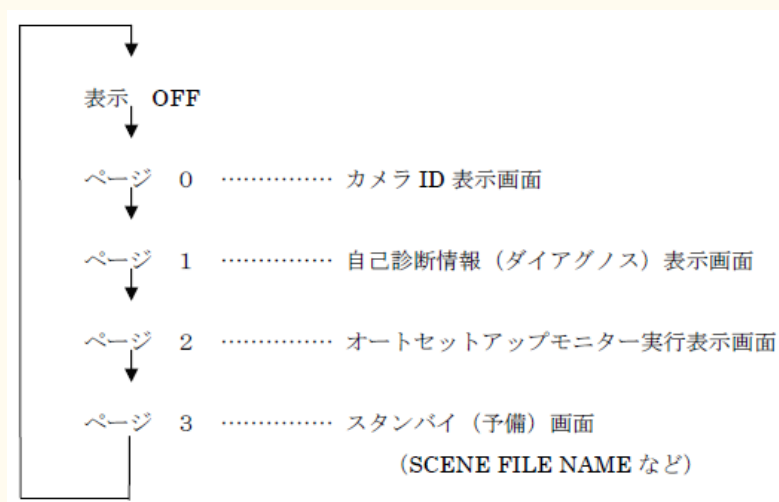 表示 OFF
ページ 0 …………… カメラ ID 表示画面
ページ 1 …………… 自己診断情報（ダイアグノス）表示画面
ページ 2 …………… オートセットアップモニター実行表示画面
ページ 3 …………… スタンバイ（予備）画面
（SCENE FILE NAME など）